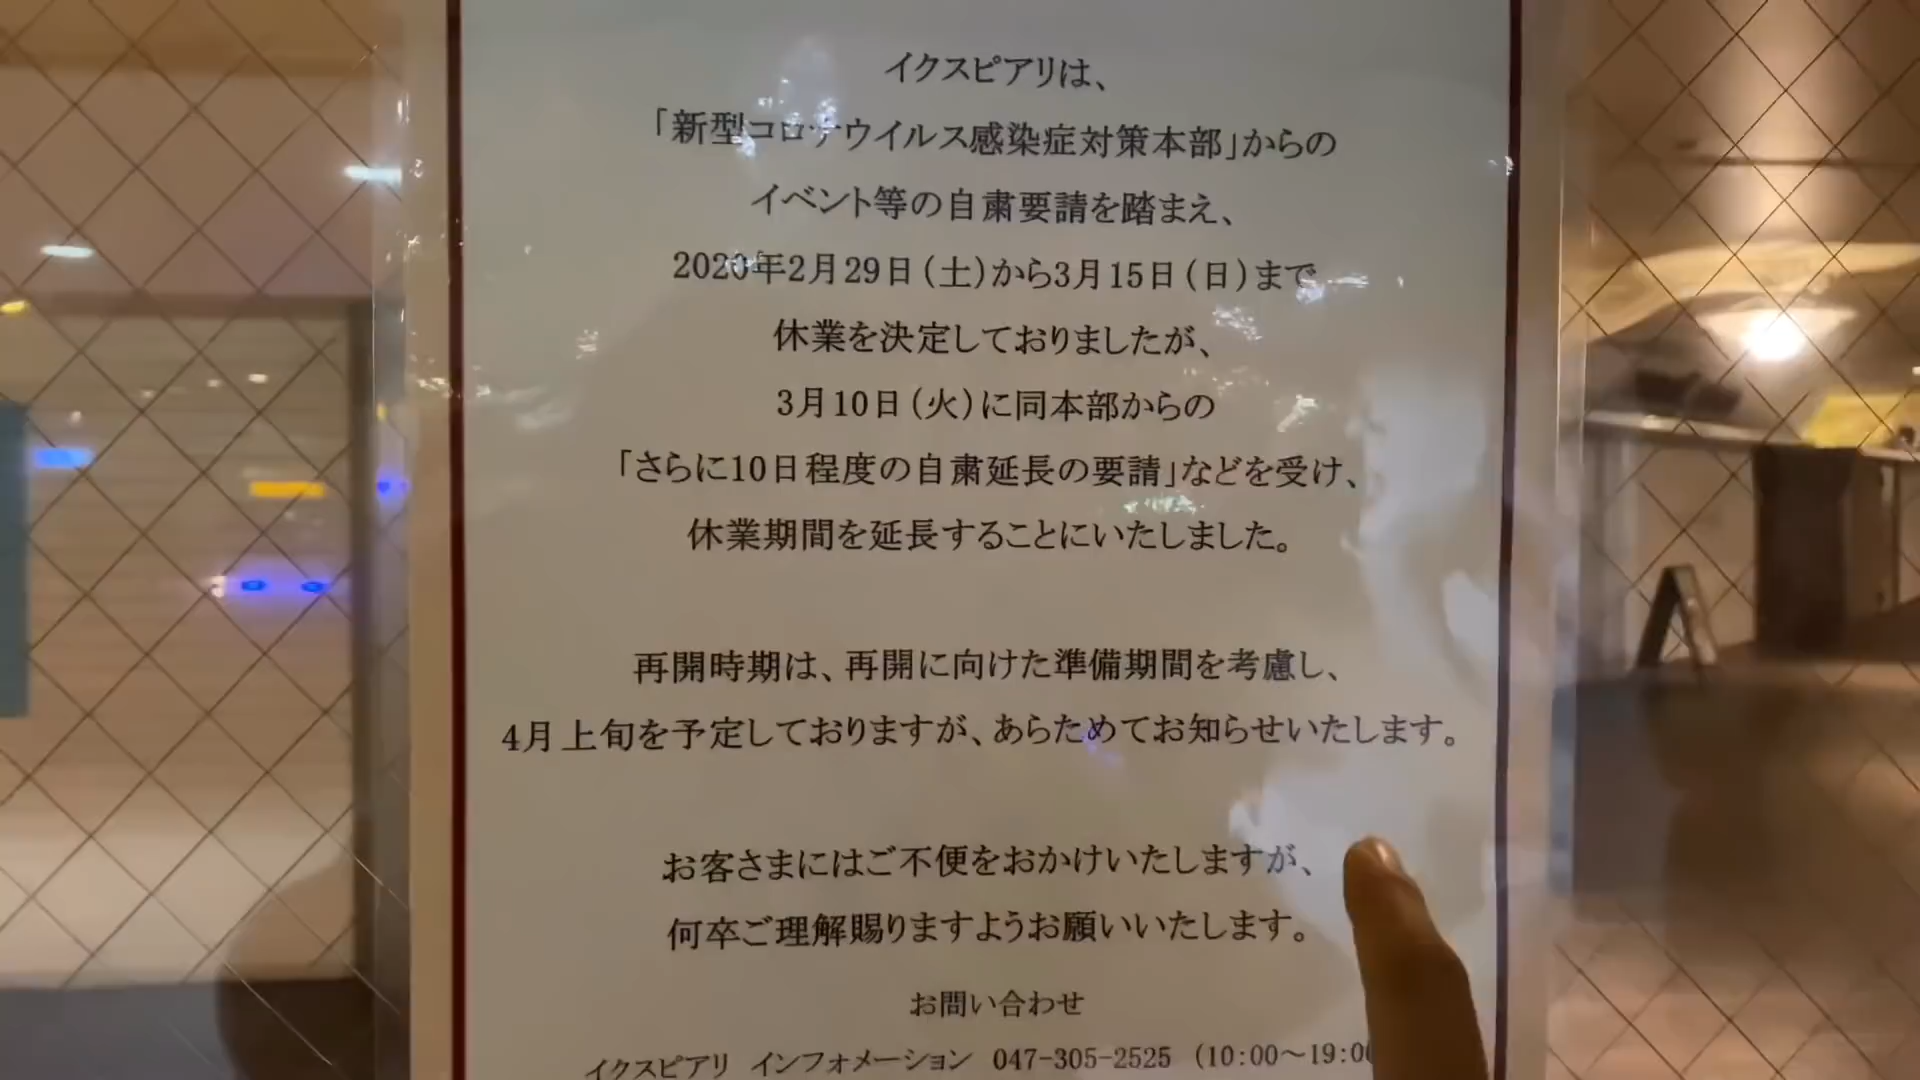 イクスピアリは、
「新型コロナウイルス感染症対策本部」からの
イベント等の自粛要請を踏まえ、
2020年2月29日(土)から3月15日(日)まで
休業を決定しておりましたが、
3月10日(火)に同本部からの
「さらに10日程度の自粛延長の要請」などを受け、
休業期間を延長することにいたしました。
再開時期は、再開に向けた準備期間を考慮し、
4月上旬を予定しておりますが、あらためてお知らせいたします。
お客さまにはご不便をおかけいたしますが、
何卒ご理解賜りますようお願いいたします。
お問い合わせ
イクスピアリ インフォメーション 047-305-2525 (10:00～19:00